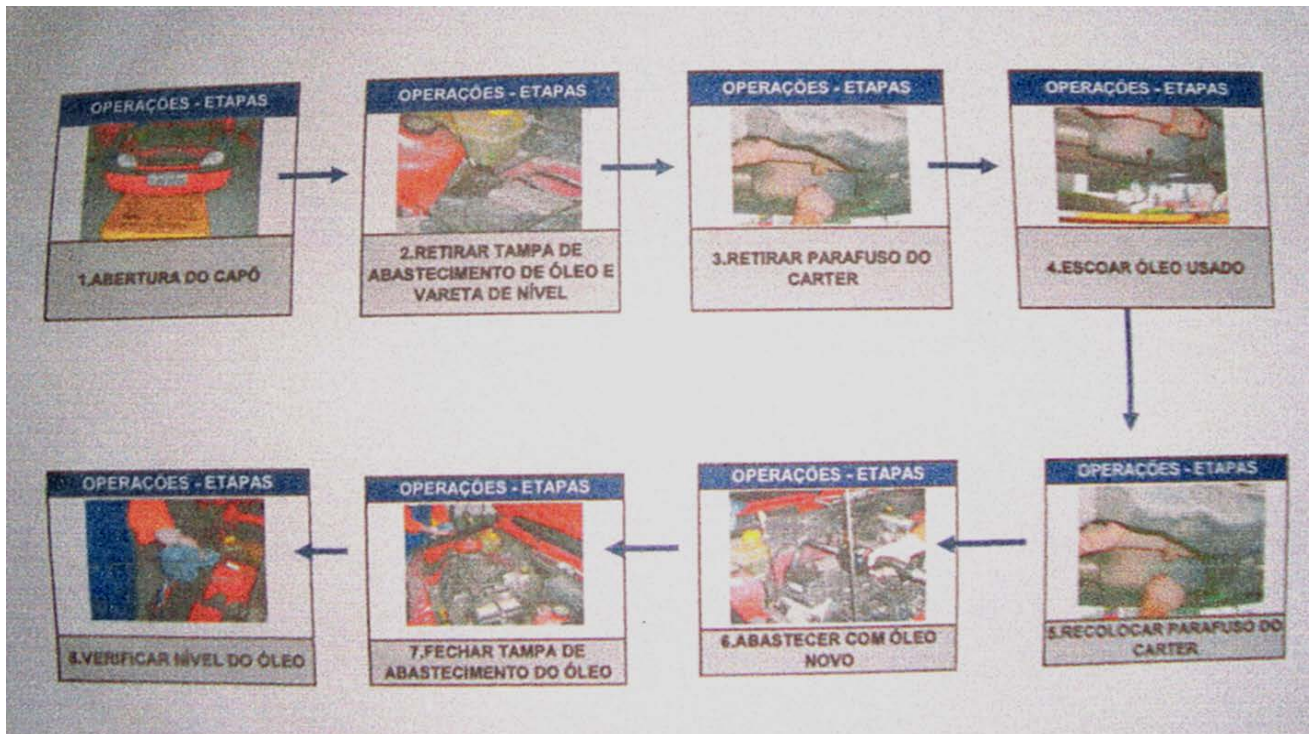 OPERAÇÕES - ETAPAS
1.ABERTURA DO CAPÔ
OPERAÇÕES - ETAPAS
2.RETIRAR TAMPA DE
ABASTECIMENTO DE ÓLEO E
VARETA DE NÍVEL
OPERAÇÕES - ETAPAS
3.RETIRAR PARAFUSO DO
CARTER
OPERAÇÕES - ETAPAS
4.ESCOAR ÓLEO USADO
OPERAÇÕES - ETAPAS
5.RECOLOCAR PARAFUSO DO
CARTER
OPERAÇÕES - ETAPAS
6.ABASTECER COM ÓLEO
NOVO
OPERAÇÕES - ETAPAS
7.FECHAR TAMPA DE
ABASTECIMENTO DO ÓLEO
OPERAÇÕES - ETAPAS
8.VERIFICAR NÍVEL DO ÓLEO